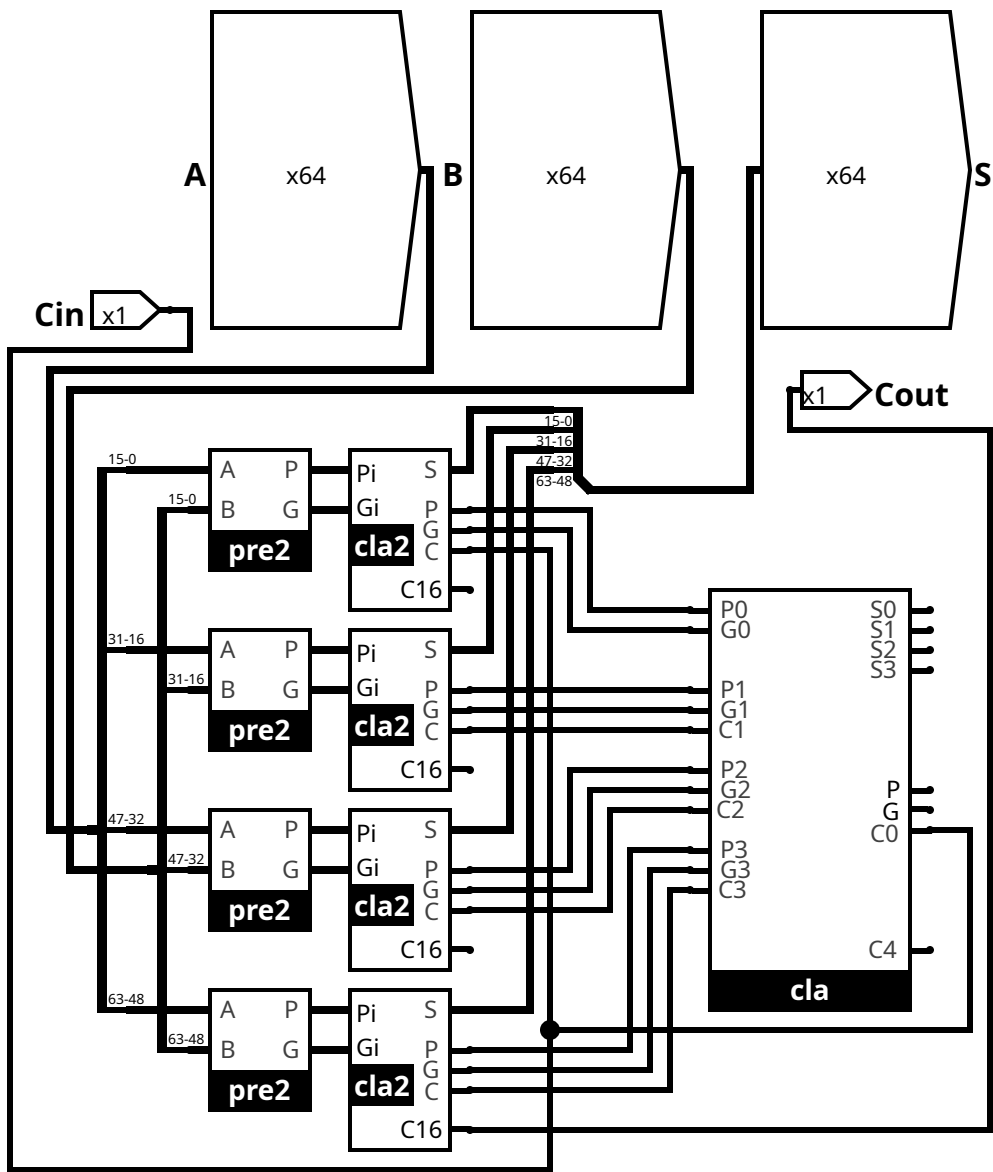 A x64 B x64 x64 S
Cin x1
x1 Cout
15-0
31-16
47-32
63-48
15-0 A P Pi S
15-0 B G Gi P
G
pre2 cla2 C
C16
P0 S0
G0 S1
S2
S3
31-16 A P Pi S
31-16 B G Gi P
G
pre2 cla2 C
C16
P1
G1
C1
P2
G2 P
C2 G
C0
47-32 A P Pi S
47-32 B G Gi P
G
pre2 cla2 C
C16
P3
G3
C3
C4
cla
63-48 A P Pi S
63-48 B G Gi P
G
pre2 cla2 C
C16